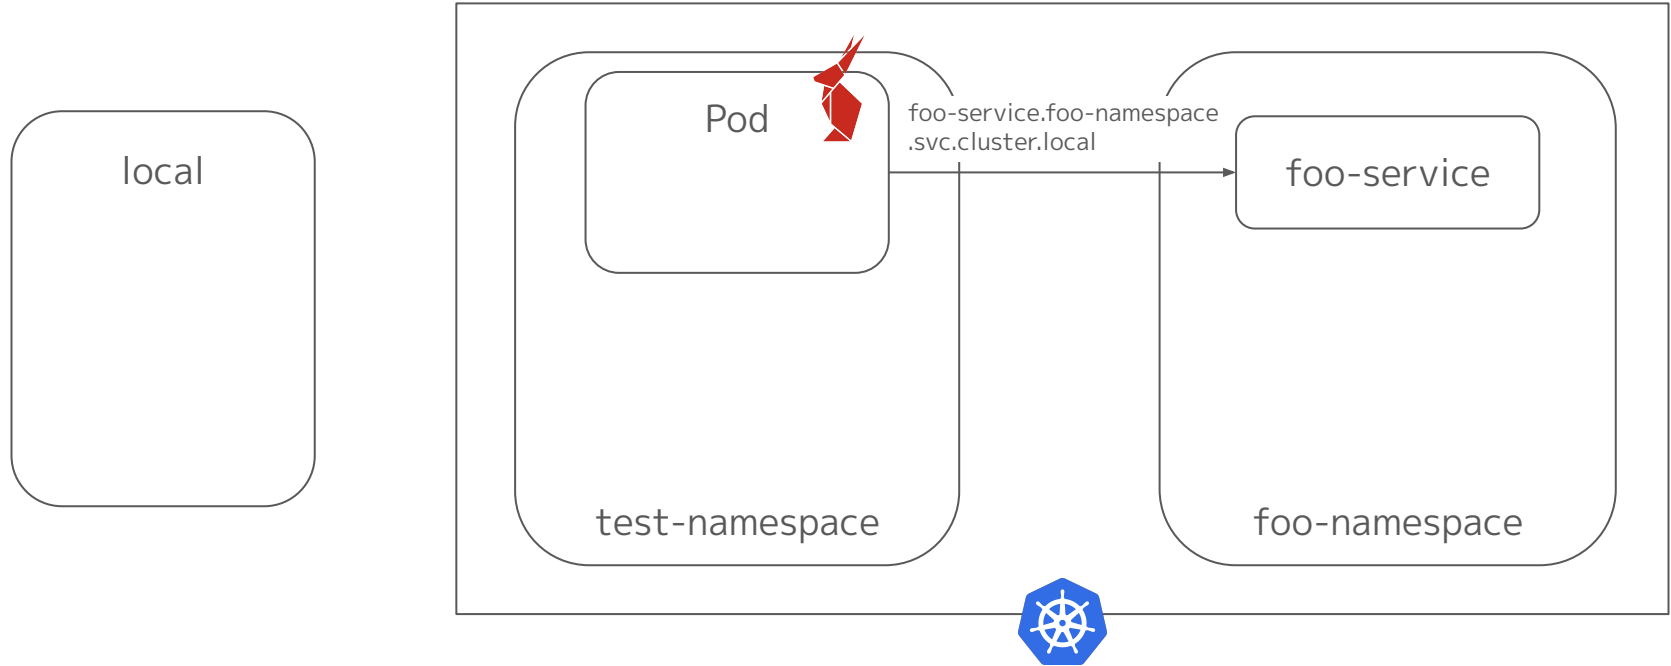 local
Pod
foo-service.foo-namespace
.svc.cluster.local
foo-service
test-namespace
foo-namespace